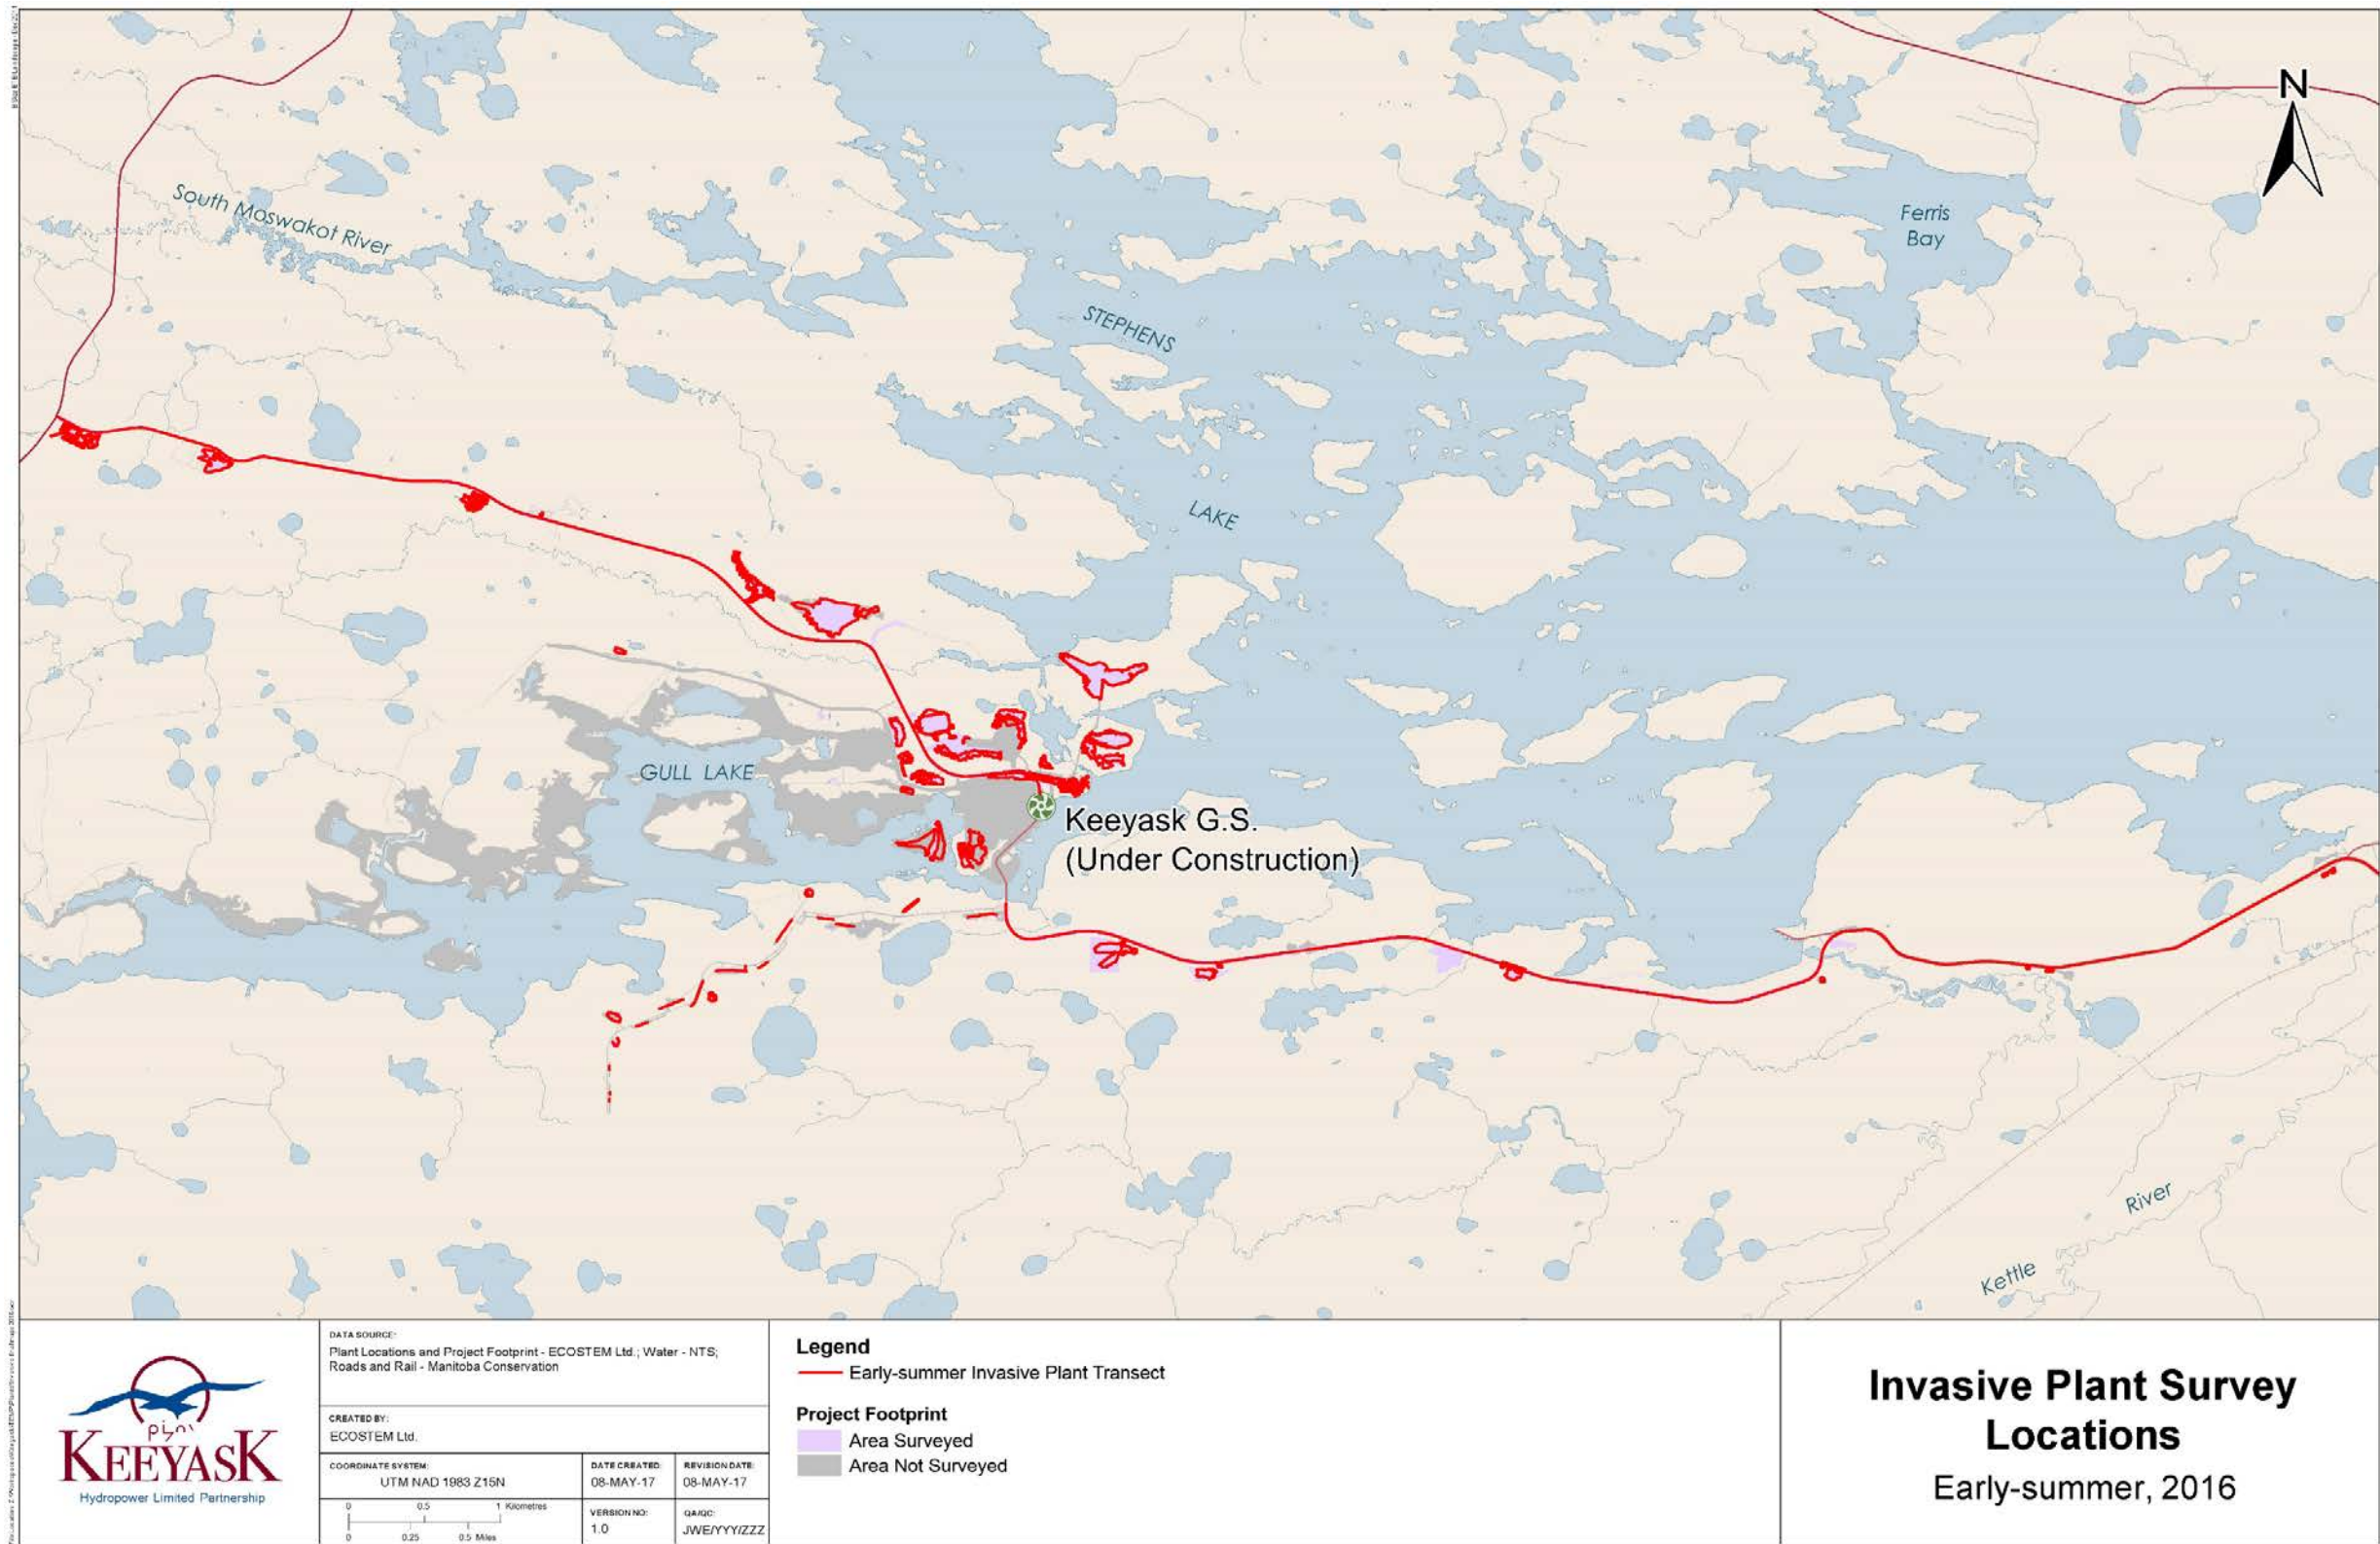 N
South Moswakot River
Ferris
Bay
STEPHENS
LAKE
GULL LAKE
Keeyask G.S.
(Under Construction)
River
Kettle
ᑭᔭᐢᐠ
KEEYASK
Hydropower Limited Partnership
DATA SOURCE:
Plant Locations and Project Footprint - ECOSTEM Ltd.; Water - NTS;
Roads and Rail - Manitoba Conservation
CREATED BY:
ECOSTEM Ltd.
COORDINATE SYSTEM:
UTM NAD 1983 Z15N
DATE CREATED:
08-MAY-17
REVISION DATE:
08-MAY-17
0 0.5 1 Kilometres
0 0.25 0.5 Miles
VERSION NO:
1.0
QA/QC:
JWE/YYY/ZZZ
Legend
Early-summer Invasive Plant Transect
Project Footprint
Area Surveyed
Area Not Surveyed
Invasive Plant Survey
Locations
Early-summer, 2016